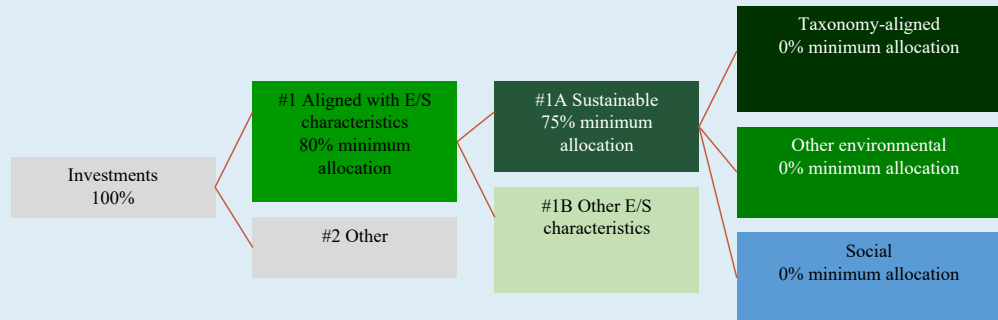 Investments
100%
#1 Aligned with E/S
characteristics
80% minimum
allocation
#2 Other
#1A Sustainable
75% minimum
allocation
#1B Other E/S
characteristics
Taxonomy-aligned
0% minimum allocation
Other environmental
0% minimum allocation
Social
0% minimum allocation